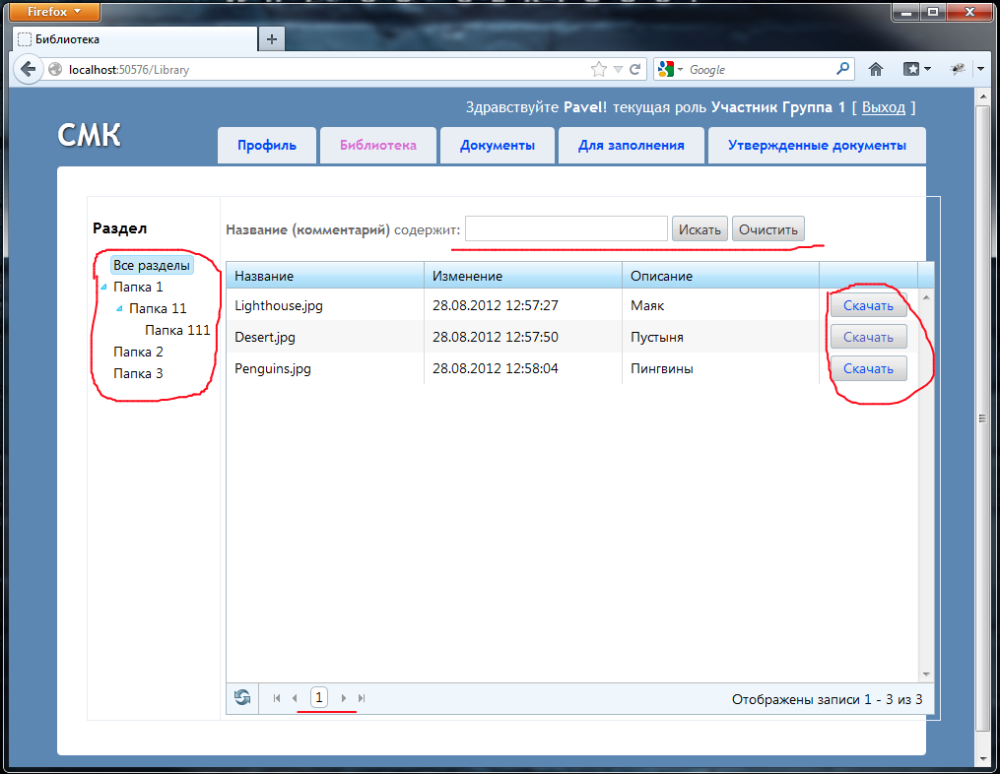 Firefox
Библиотека
localhost:50576/Library
Google
Здравствуйте Pavel! текущая роль Участник Группа 1 [ Выход ]
СМК
Профиль Библиотека Документы Для заполнения Утвержденные документы
Раздел
Название (комментарий) содержит: Искать Очистить
Все разделы
Папка 1
Папка 11
Папка 111
Папка 2
Папка 3
Название Изменение Описание
Lighthouse.jpg 28.08.2012 12:57:27 Маяк Скачать
Desert.jpg 28.08.2012 12:57:50 Пустыня Скачать
Penguins.jpg 28.08.2012 12:58:04 Пингвины Скачать
1 Отображены записи 1 - 3 из 3